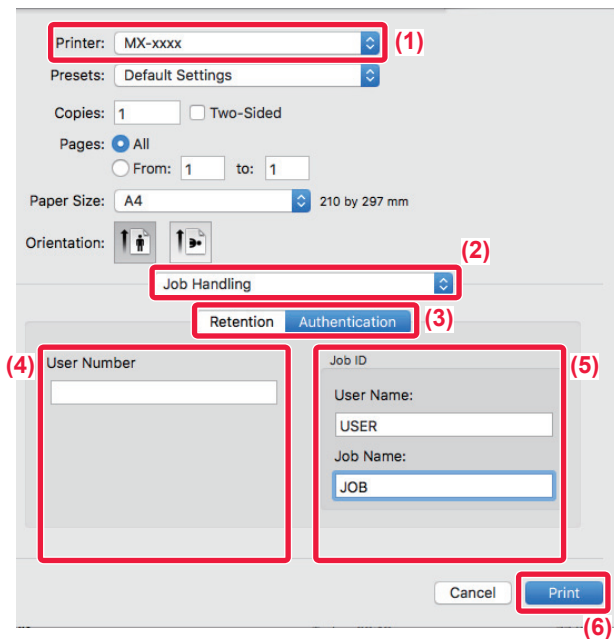 Printer: MX-xxxx (1)
Presets: Default Settings
Copies: 1 Two-Sided
Pages: All
From: 1 to: 1
Paper Size: A4 210 by 297 mm
Orientation:
(2)
Job Handling
Retention Authentication (3)
(4) User Number Job ID (5)
User Name:
USER
Job Name:
JOB
Cancel Print
(6)